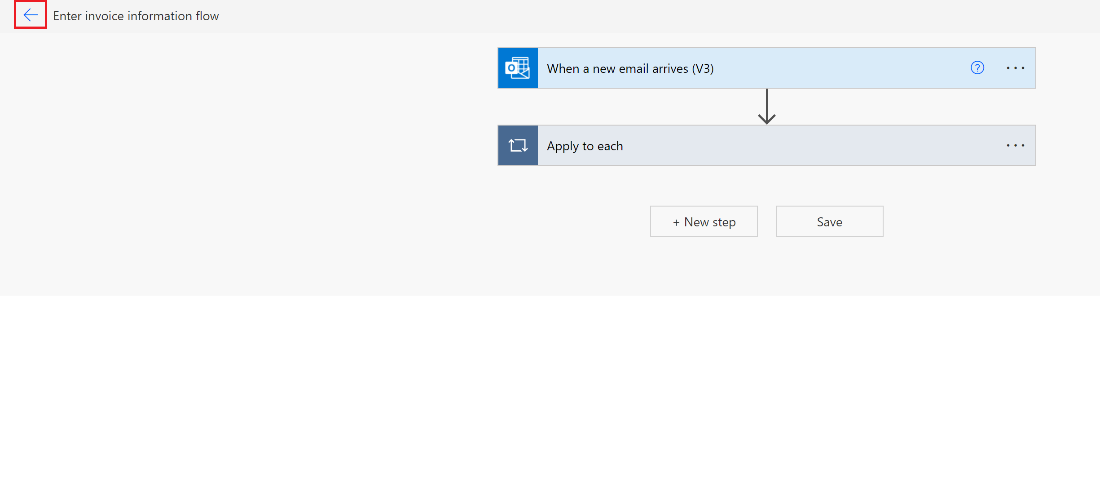 Enter invoice information flow
When a new email arrives (V3)
Apply to each
+ New step
Save